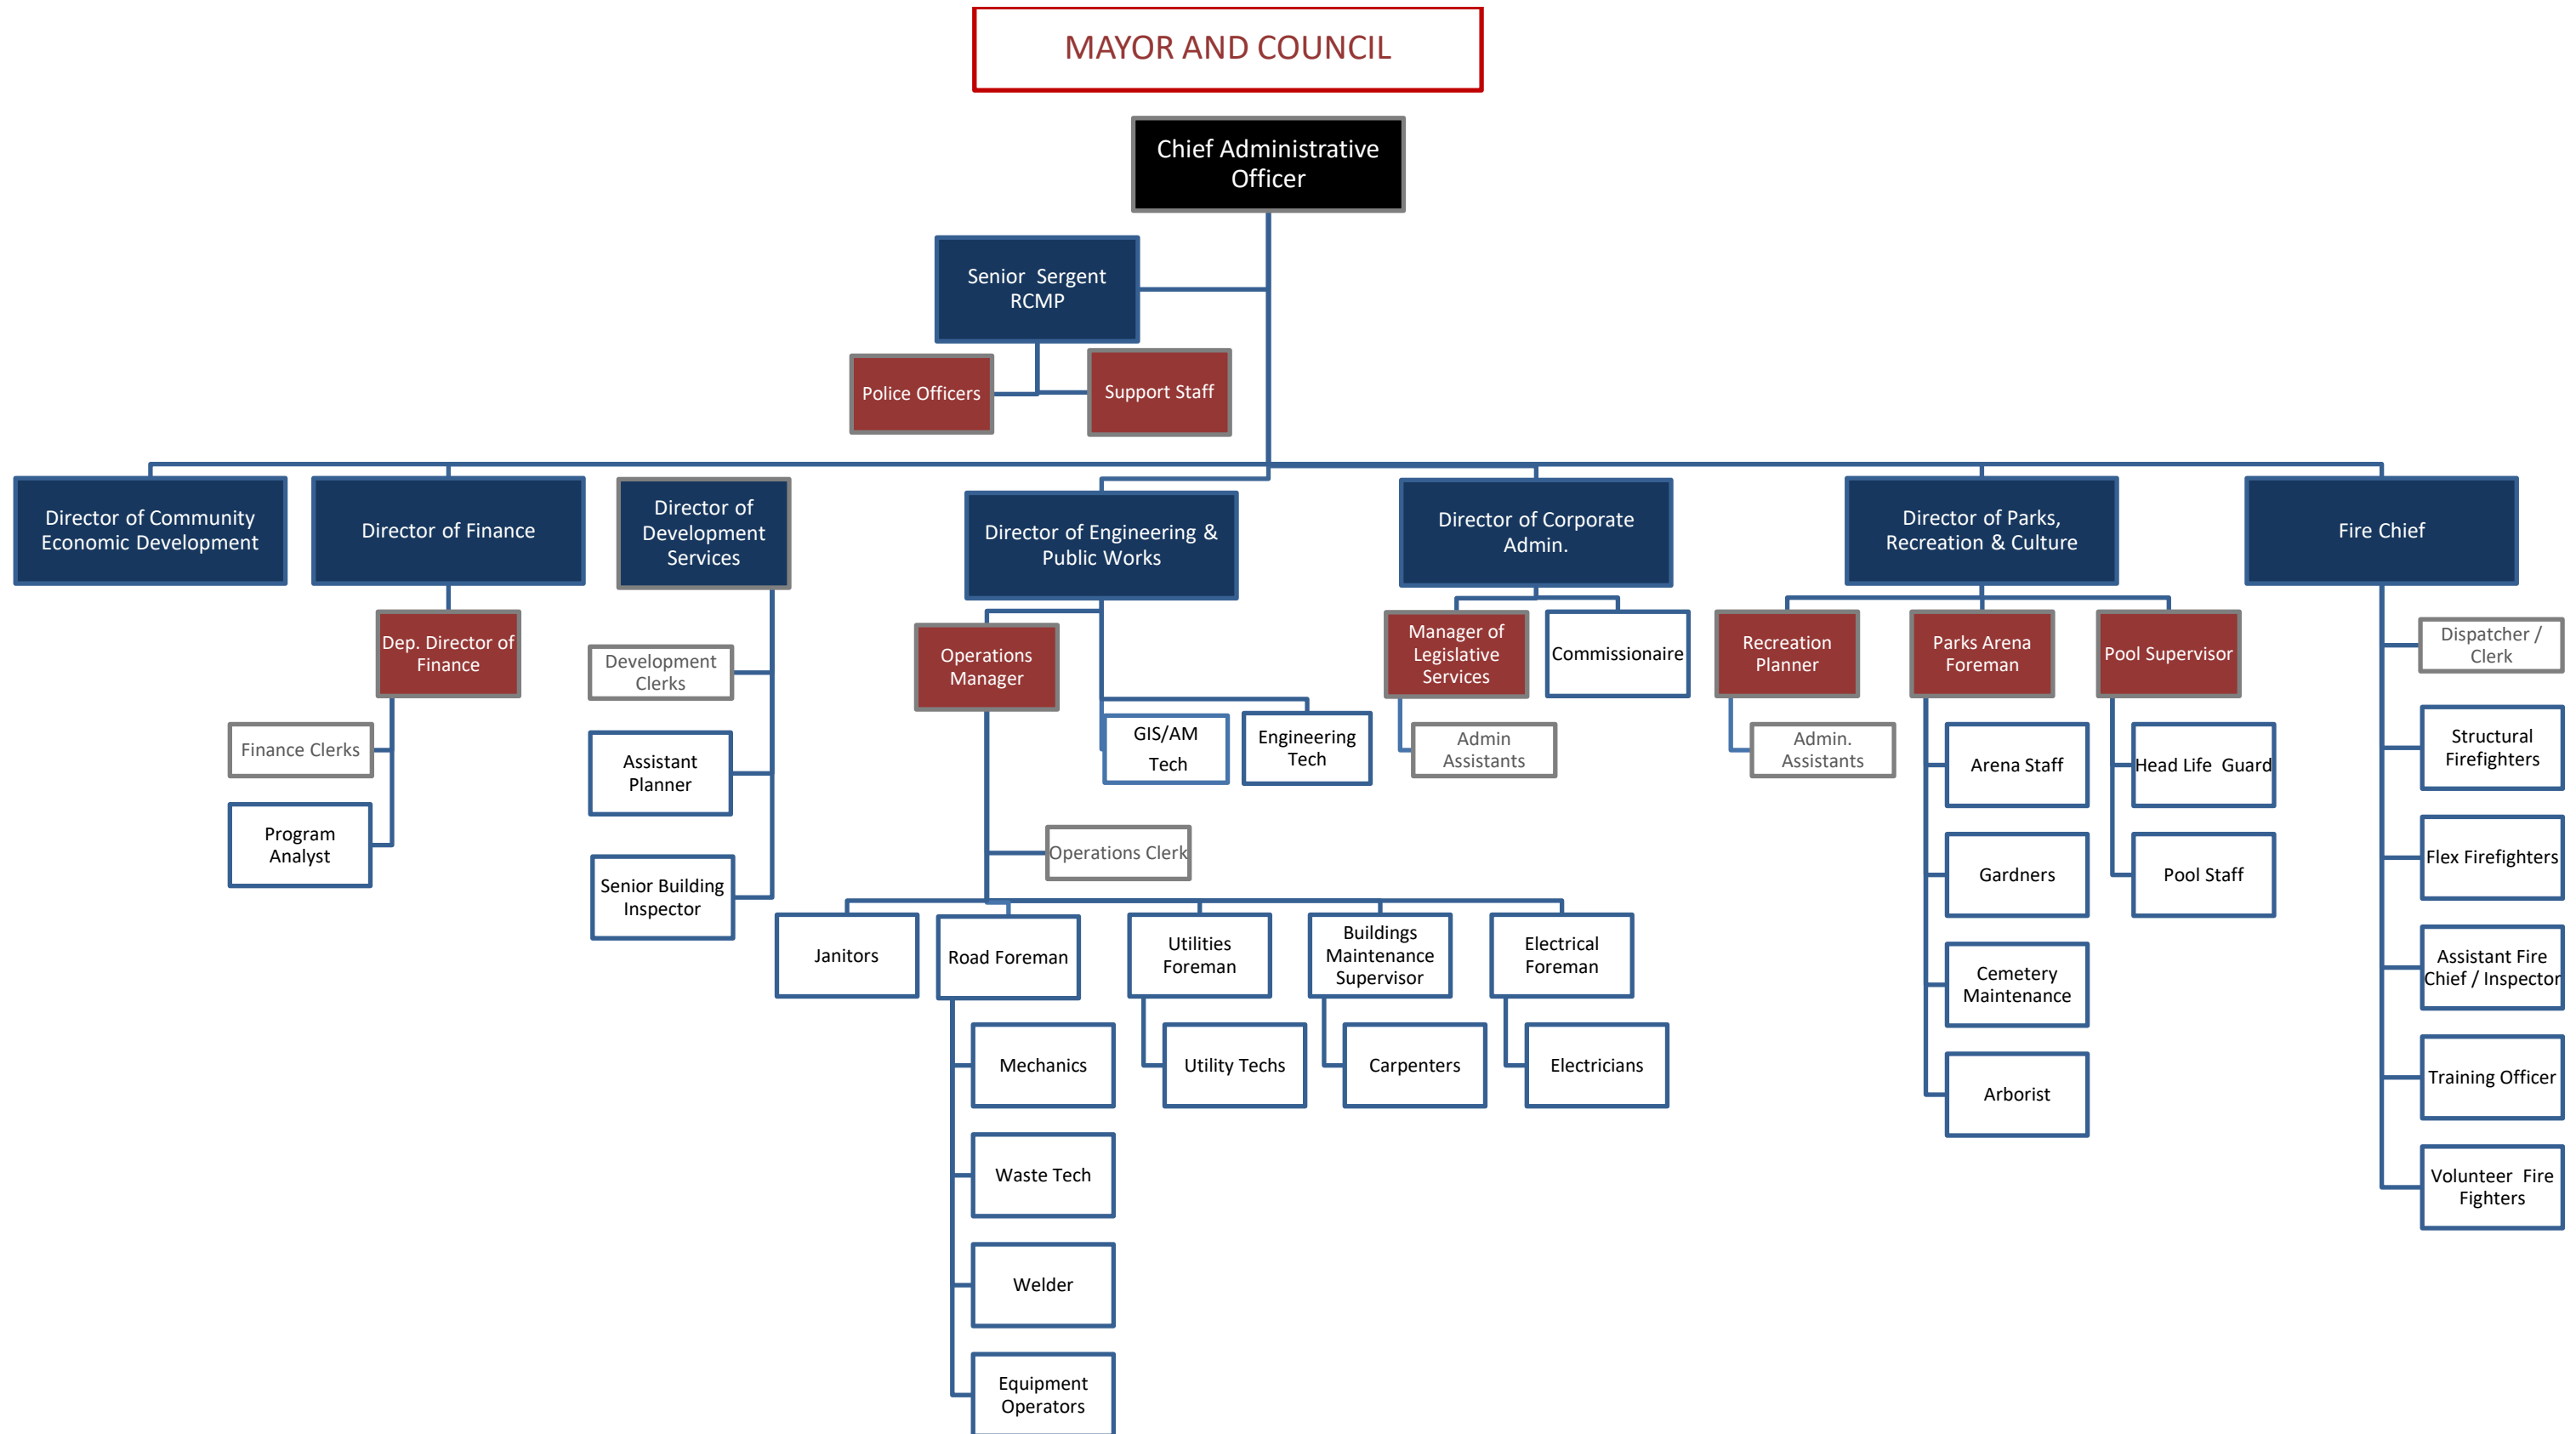 MAYOR AND COUNCIL
Chief Administrative
Officer
Senior Sergent
RCMP
Police Officers
Support Staff
Director of Community
Economic Development
Director of Finance
Director of
Development
Services
Director of Engineering &
Public Works
Director of Corporate
Admin.
Director of Parks,
Recreation & Culture
Fire Chief
Dep. Director of
Finance
Finance Clerks
Program
Analyst
Development
Clerks
Assistant
Planner
Senior Building
Inspector
Operations
Manager
GIS/AM
Tech
Engineering
Tech
Operations Clerk
Janitors
Road Foreman
Utilities
Foreman
Buildings
Maintenance
Supervisor
Electrical
Foreman
Mechanics
Waste Tech
Welder
Equipment
Operators
Utility Techs
Carpenters
Electricians
Manager of
Legislative
Services
Commissionaire
Admin
Assistants
Recreation
Planner
Admin.
Assistants
Parks Arena
Foreman
Arena Staff
Gardners
Cemetery
Maintenance
Arborist
Pool Supervisor
Head Life Guard
Pool Staff
Dispatcher /
Clerk
Structural
Firefighters
Flex Firefighters
Assistant Fire
Chief / Inspector
Training Officer
Volunteer Fire
Fighters